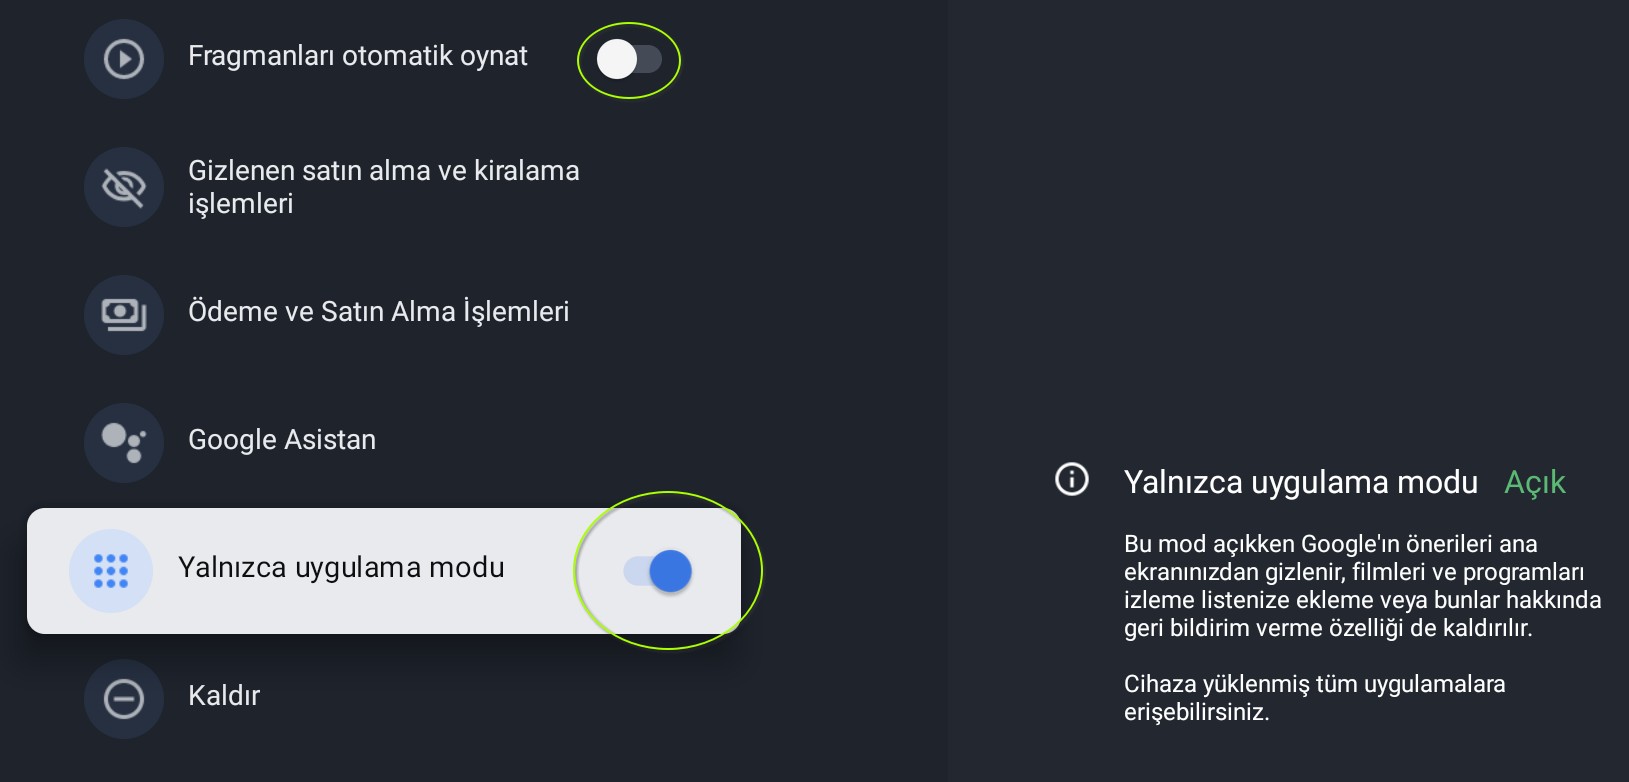 Fragmanları otomatik oynat
Gizlenen satın alma ve kiralama
işlemleri
Ödeme ve Satın Alma İşlemleri
Google Asistan
Yalnızca uygulama modu
Kaldır
Yalnızca uygulama modu Açık
Bu mod açıkken Google'ın önerileri ana
ekranınızdan gizlenir, filmleri ve programları
izleme listenize ekleme veya bunlar hakkında
geri bildirim verme özelliği de kaldırılır.
Cihaza yüklenmiş tüm uygulamalara
erişebilirsiniz.